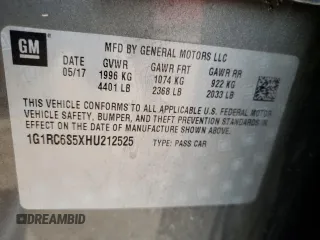 GM
MFD BY GENERAL MOTORS LLC
DATE GVWR GAWR FRT GAWR RR
05/17 1996 KG 1074 KG 922 KG
4401 LB 2368 LB 2033 LB
THIS VEHICLE CONFORMS TO ALL APPLICABLE U.S. FEDERAL MOTOR
VEHICLE SAFETY, BUMPER, AND THEFT PREVENTION STANDARDS IN
EFFECT ON THE DATE OF MANUFACTURE SHOWN ABOVE.
1G1RC6S5XHU212525 TYPE: PASS CAR
AUTOBIDCAR